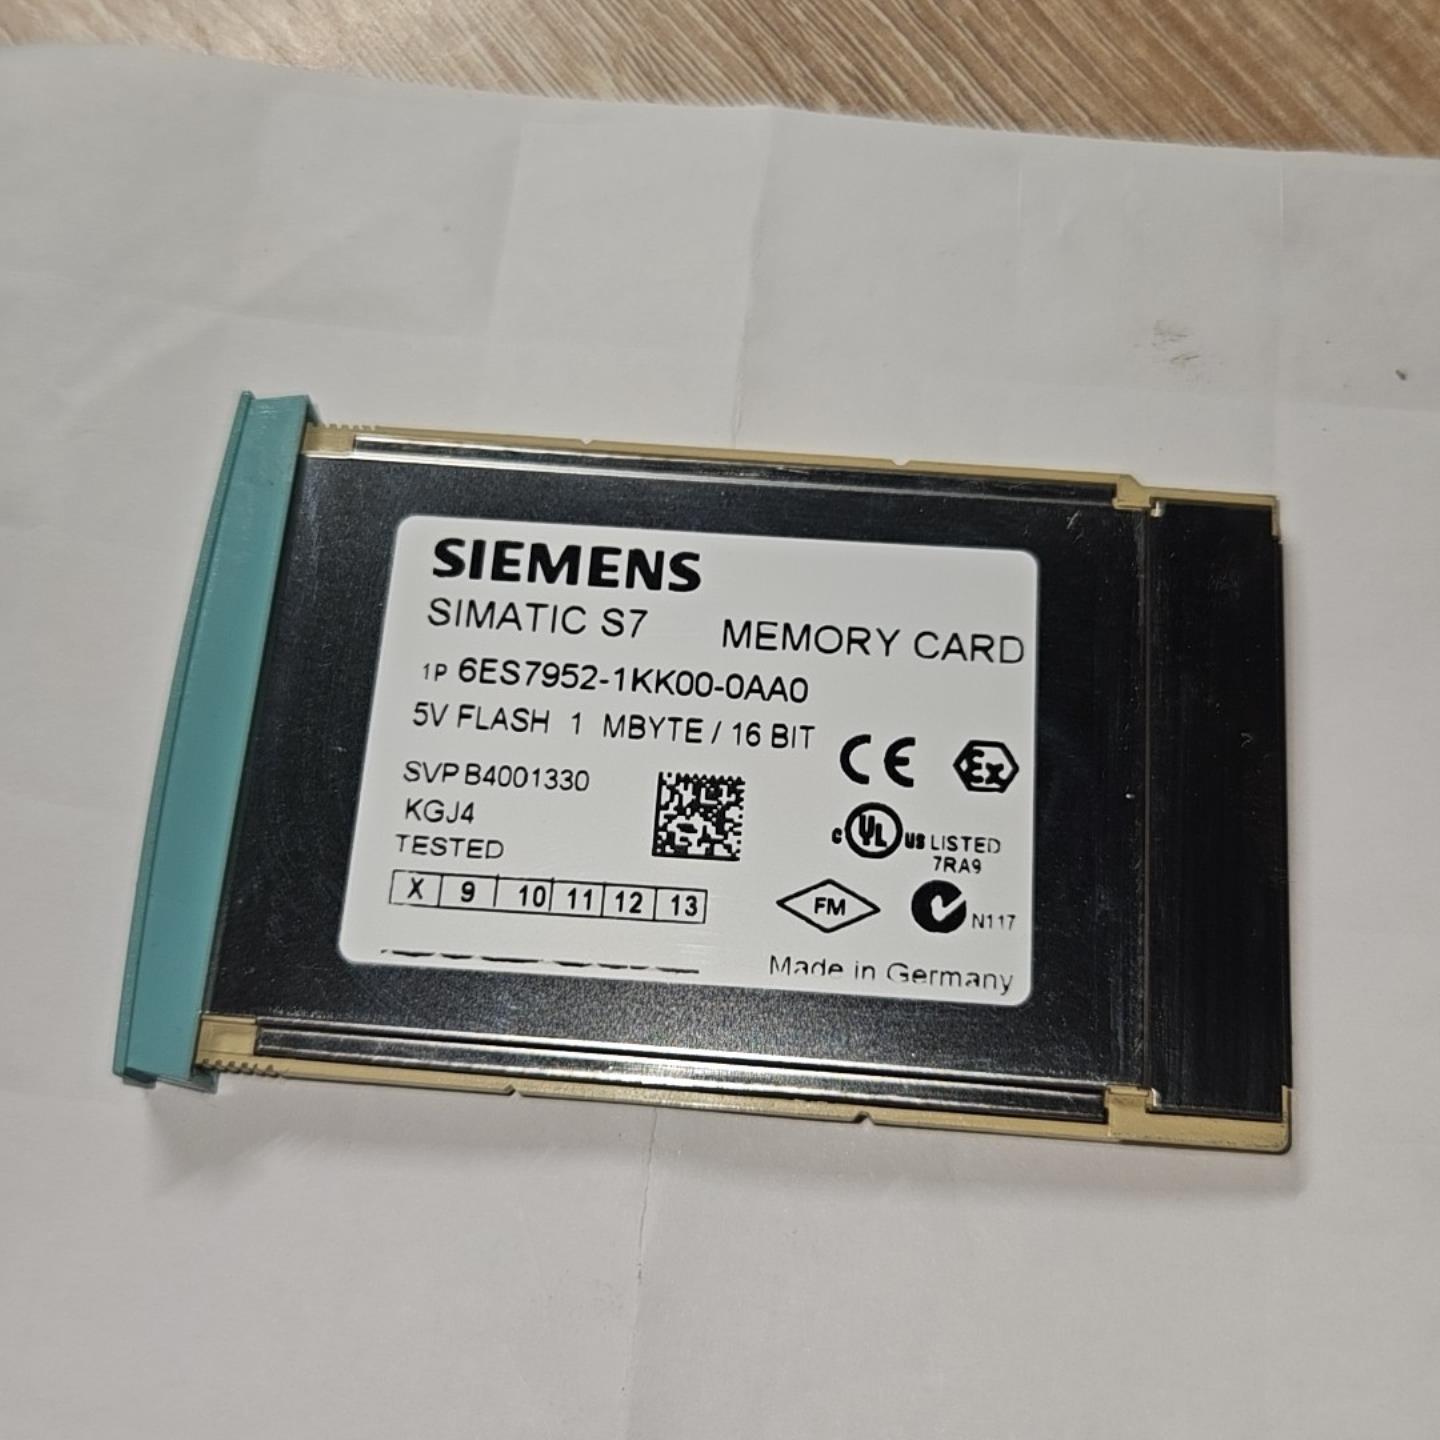 SIEMENS
SIMATIC S7 MEMORY CARD
1P 6ES7952-1KK00-0AA0
5V FLASH 1 MBYTE / 16 BIT
SVP B4001330
KGJ4
TESTED
X 9 10 11 12 13
CE Ex
C UL US LISTED
7RA9
FM
N117
Made in Germany